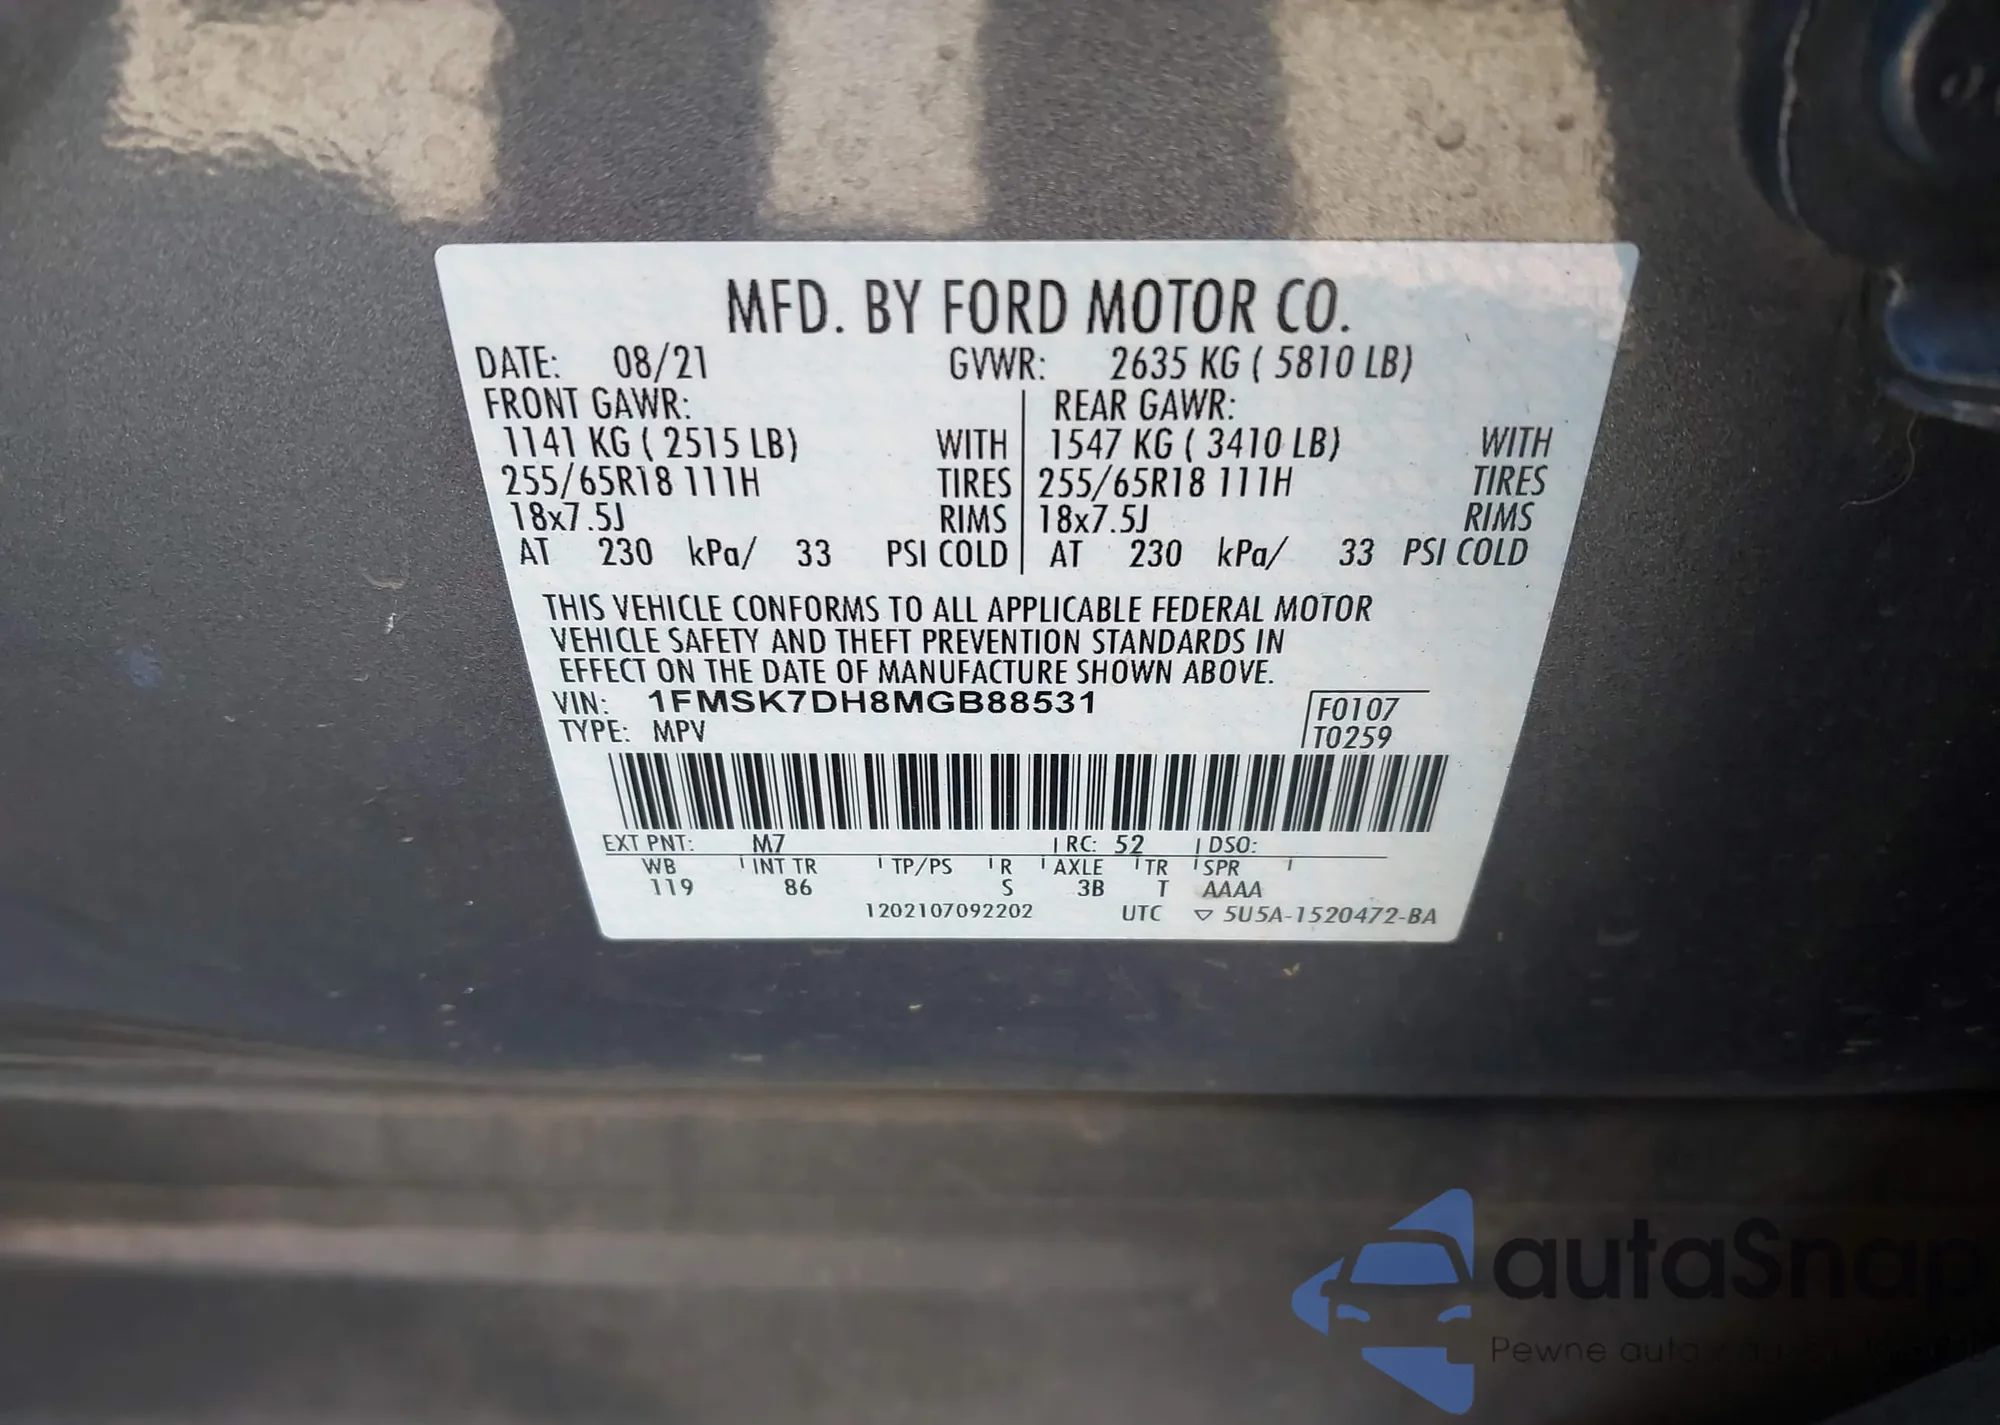 MFD. BY FORD MOTOR CO.
DATE: 08/21 GVWR: 2635 KG ( 5810 LB)
FRONT GAWR: REAR GAWR:
1141 KG ( 2515 LB) WITH 1547 KG ( 3410 LB) WITH
255/65R18 111H TIRES 255/65R18 111H TIRES
18x7.5J RIMS 18x7.5J RIMS
AT 230 kPa/ 33 PSI COLD AT 230 kPa/ 33 PSI COLD
THIS VEHICLE CONFORMS TO ALL APPLICABLE FEDERAL MOTOR
VEHICLE SAFETY AND THEFT PREVENTION STANDARDS IN
EFFECT ON THE DATE OF MANUFACTURE SHOWN ABOVE.
VIN: 1FMSK7DH8MGB88531 F0107
TYPE: MPV T0259
EXT PNT: M7 RC: 52 DSO:
WB INT TR TP/PS R AXLE TR SPR
119 86 S 3B T AAAA
1202107092202 UTC ▽ 5U5A-1520472-BA
autaSnap
Pewne auta